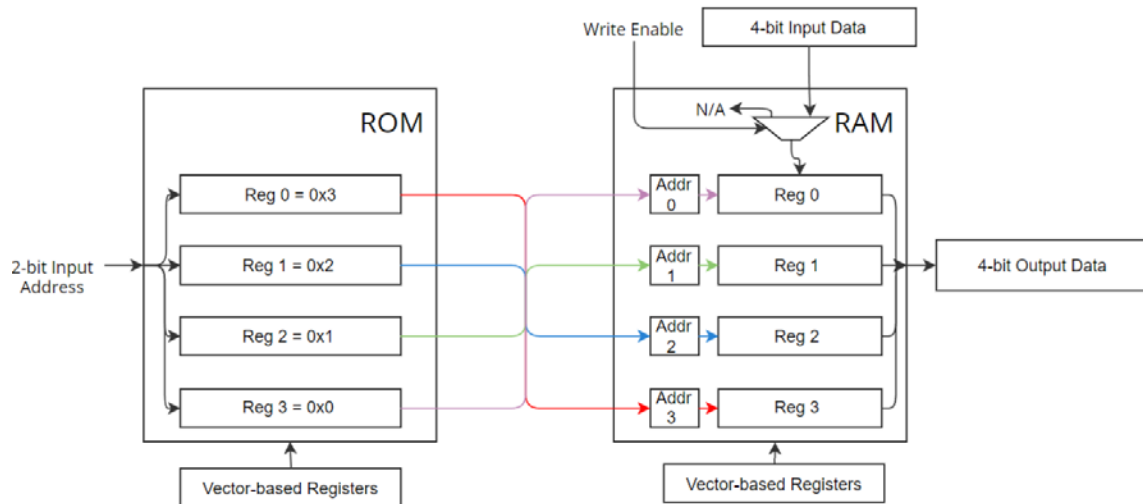 Write Enable
4-bit Input Data
ROM
N/A
RAM
Reg 0 = 0x3
Addr
0
Reg 0
2-bit Input
Address
Reg 1 = 0x2
Addr
1
Reg 1
4-bit Output Data
Reg 2 = 0x1
Addr
2
Reg 2
Reg 3 = 0x0
Addr
3
Reg 3
Vector-based Registers
Vector-based Registers